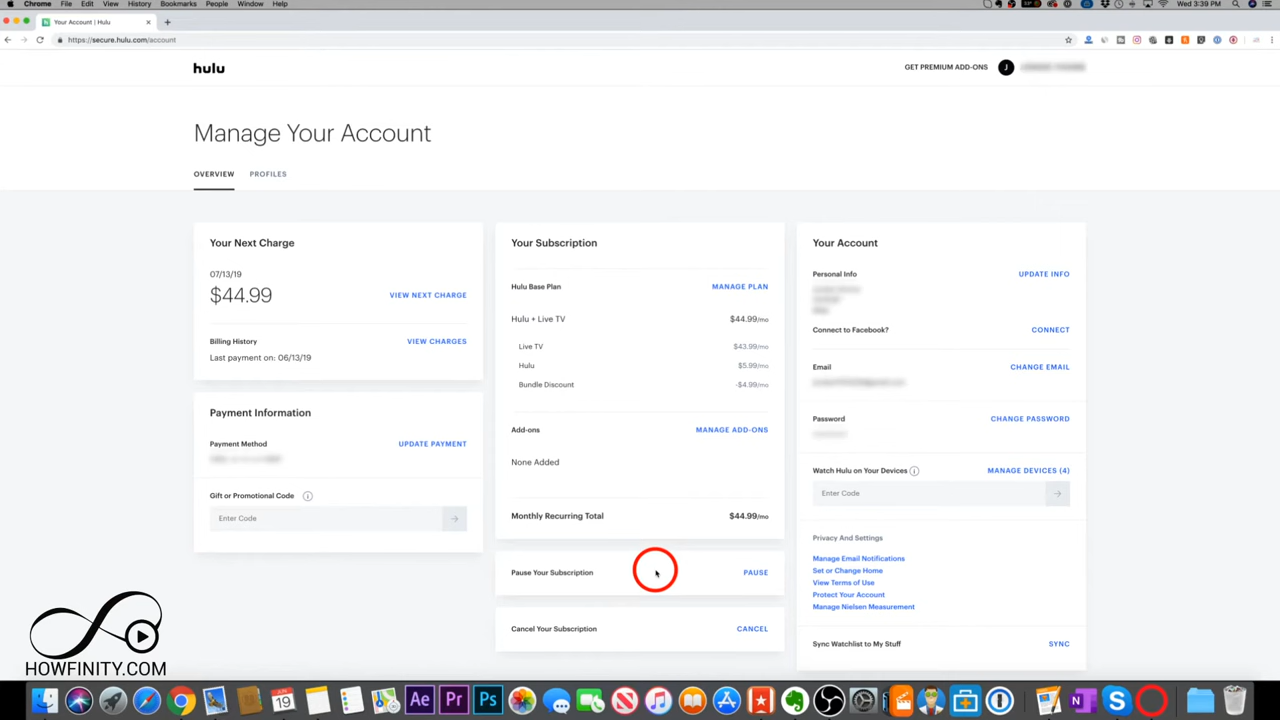 Chrome File Edit View History Bookmarks People Window Help
Wed 3:39 PM
Your Account | Hulu
https://secure.hulu.com/account
hulu
GET PREMIUM ADD-ONS J
Manage Your Account
OVERVIEW PROFILES
Your Next Charge
07/13/19
$44.99 VIEW NEXT CHARGE
Billing History VIEW CHARGES
Last payment on: 06/13/19
Payment Information
Payment Method UPDATE PAYMENT
Gift or Promotional Code
Enter Code
Your Subscription
Hulu Base Plan MANAGE PLAN
Hulu + Live TV $44.99/mo
Live TV $43.99/mo
Hulu $5.99/mo
Bundle Discount -$4.99/mo
Add-ons MANAGE ADD-ONS
None Added
Monthly Recurring Total $44.99/mo
Pause Your Subscription PAUSE
Cancel Your Subscription CANCEL
Your Account
Personal Info UPDATE INFO
Connect to Facebook? CONNECT
Email CHANGE EMAIL
Password CHANGE PASSWORD
Watch Hulu on Your Devices MANAGE DEVICES (4)
Enter Code
Privacy And Settings
Manage Email Notifications
Set or Change Home
View Terms of Use
Protect Your Account
Manage Nielsen Measurement
Sync Watchlist to My Stuff SYNC
HOWFINITY.COM
JUN
19
Ae Pr Ps